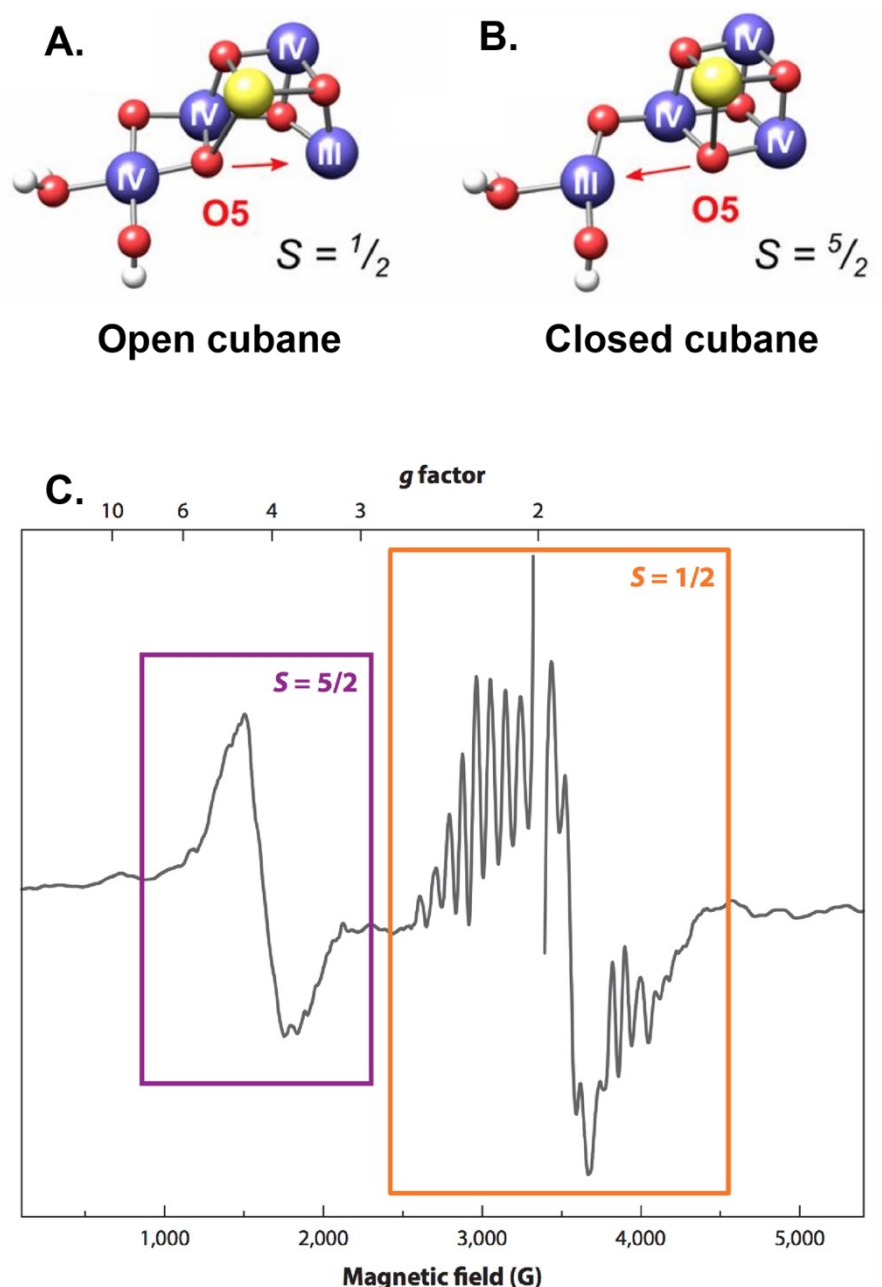 A.
IV
IV
IV
III
O5
S = ¹/₂
Open cubane
B.
IV
IV
IV
III
O5
S = ⁵/₂
Closed cubane
C.
g factor
10 6 4 3 2
S = 5/2
S = 1/2
1,000 2,000 3,000 4,000 5,000
Magnetic field (G)